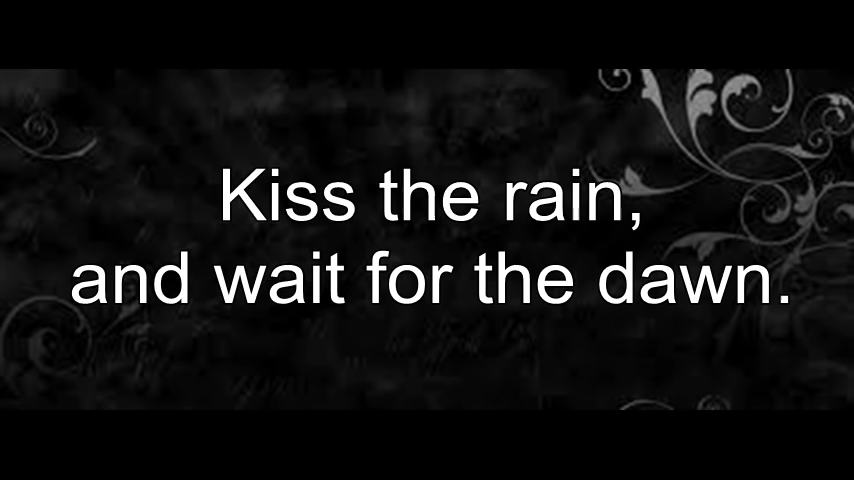 Kiss the rain,
and wait for the dawn.